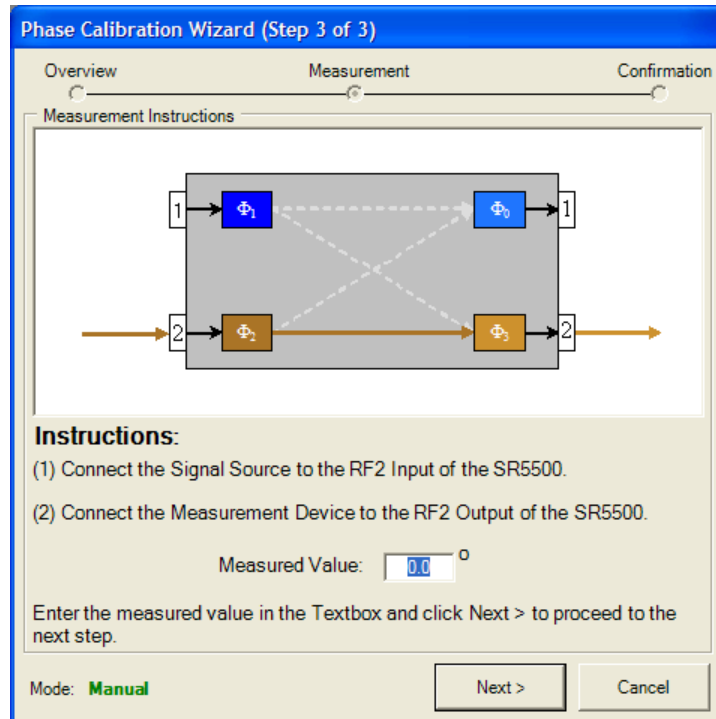 Phase Calibration Wizard (Step 3 of 3)
Overview Measurement Confirmation
Measurement Instructions
1 Φ1 Φ0 1
2 Φ2 Φ3 2
Instructions:
(1) Connect the Signal Source to the RF2 Input of the SR5500.
(2) Connect the Measurement Device to the RF2 Output of the SR5500.
Measured Value: 0.0 o
Enter the measured value in the Textbox and click Next > to proceed to the
next step.
Mode: Manual Next > Cancel